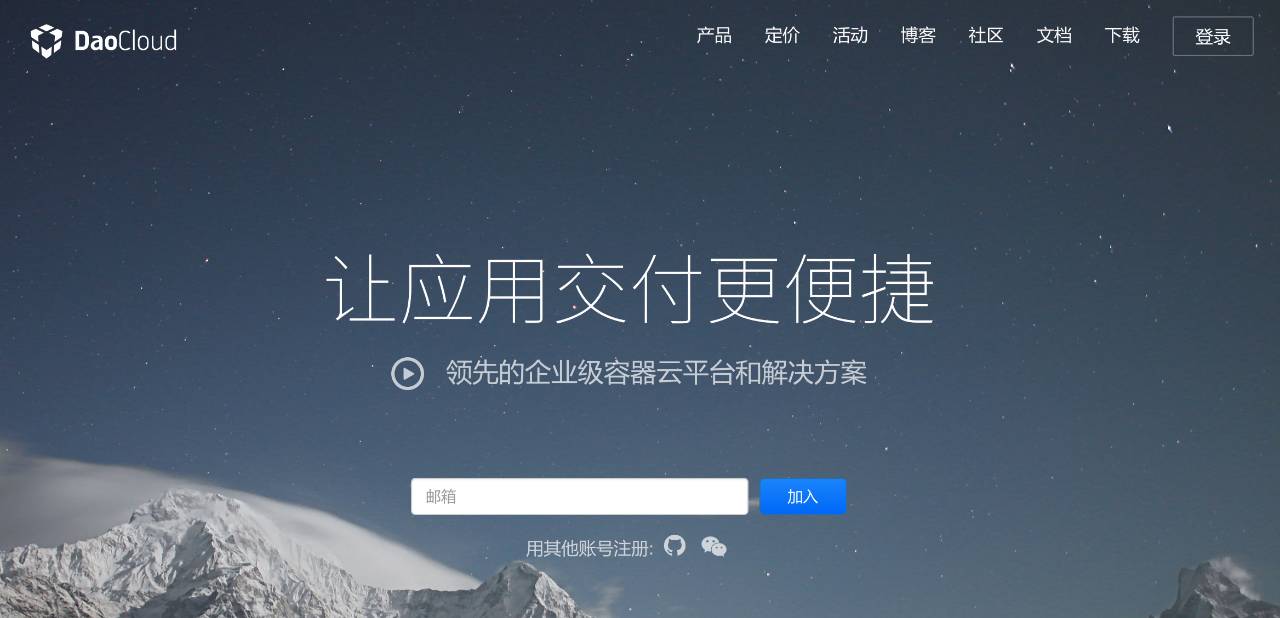 DaoCloud
产品 定价 活动 博客 社区 文档 下载 登录
让应用交付更便捷
领先的企业级容器云平台和解决方案
邮箱 加入
用其他账号注册: